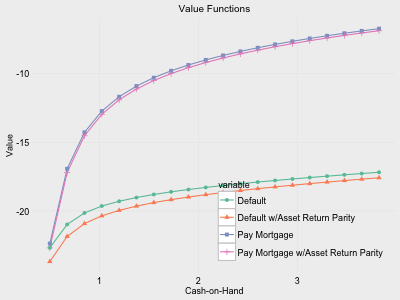 Value Functions
-10
-15
-20
Value
variable
Default
Default w/Asset Return Parity
Pay Mortgage
Pay Mortgage w/Asset Return Parity
1 2 3
Cash-on-Hand